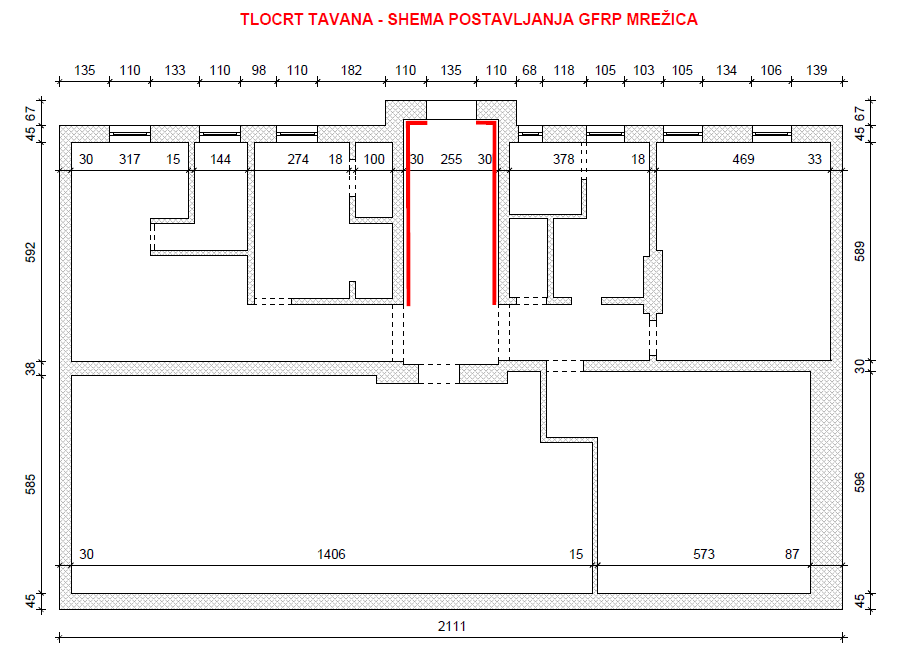 TLOCRT TAVANA - SHEMA POSTAVLJANJA GFRP MREŽICA
135 110 133 110 98 110 182 110 135 110 68 118 105 103 105 134 106 139
67 67
45 45
30 317 15 144 274 18 100 30 255 30 378 18 469 33
592 589
38 30
585 596
30 1406 15 573 87
45 45
2111